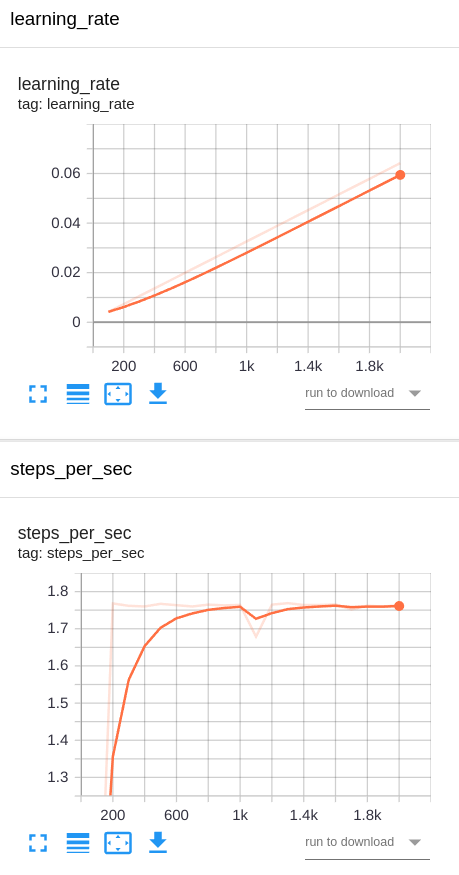 learning_rate
learning_rate
tag: learning_rate
0.06
0.04
0.02
0
200 600 1k 1.4k 1.8k
run to download
steps_per_sec
steps_per_sec
tag: steps_per_sec
1.8
1.7
1.6
1.5
1.4
1.3
200 600 1k 1.4k 1.8k
run to download